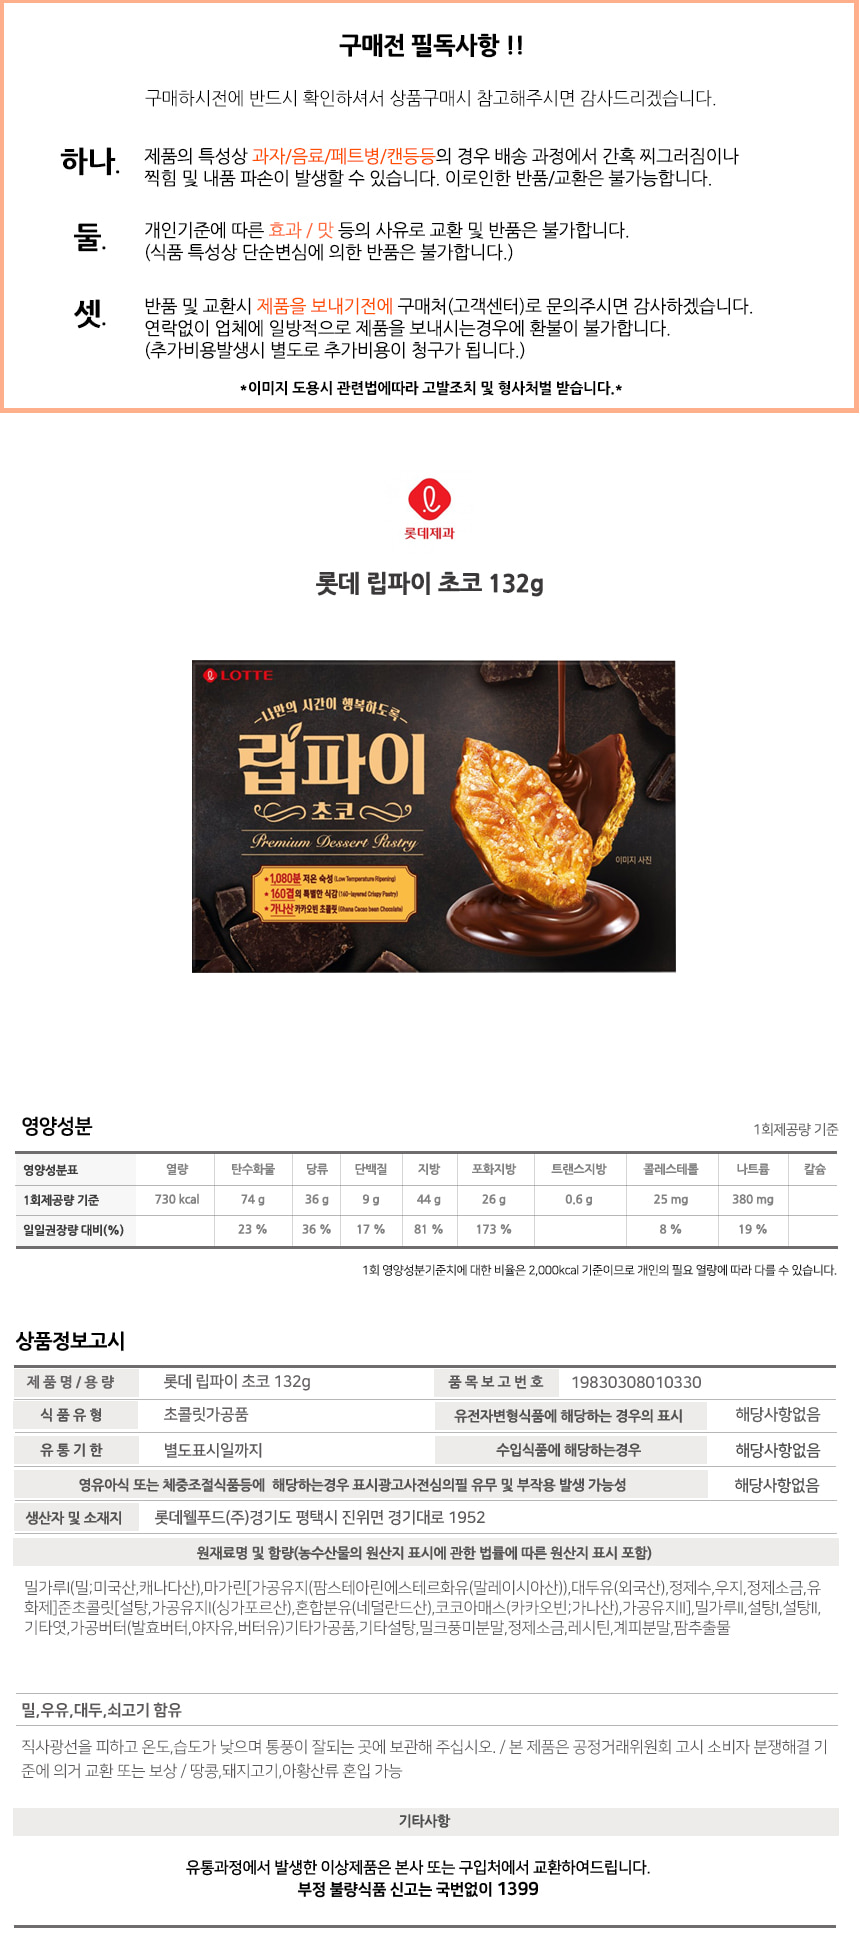 구매전 필독사항 !!
구매하시전에 반드시 확인하셔서 상품구매시 참고해주시면 감사드리겠습니다.
하나. 제품의 특성상 과자/음료/페트병/캔등등의 경우 배송 과정에서 간혹 찌그러짐이나
찍힘 및 내품 파손이 발생할 수 있습니다. 이로인한 반품/교환은 불가능합니다.
둘. 개인기준에 따른 효과 / 맛 등의 사유로 교환 및 반품은 불가합니다.
(식품 특성상 단순변심에 의한 반품은 불가합니다.)
셋. 반품 및 교환시 제품을 보내기전에 구매처(고객센터)로 문의주시면 감사하겠습니다.
연락없이 업체에 일방적으로 제품을 보내시는경우에 환불이 불가합니다.
(추가비용발생시 별도로 추가비용이 청구가 됩니다.)
*이미지 도용시 관련법에따라 고발조치 및 형사처벌 받습니다.*
롯데제과
롯데 립파이 초코 132g
LOTTE
나만의 시간이 행복하도록
립파이
초코
Premium Dessert Pastry
★1,080분 저온 숙성 (Low Temperature Ripening)
★160겹의 특별한 식감 (160-layered Crispy Pastry)
★가나산 카카오빈 초콜릿 (Ghana Cacao bean Chocolate)
이미지 사진
영양성분 1회제공량 기준
영양성분표 열량 탄수화물 당류 단백질 지방 포화지방 트랜스지방 콜레스테롤 나트륨 칼슘
1회제공량 기준 730 kcal 74 g 36 g 9 g 44 g 26 g 0,6 g 25 mg 380 mg
일일권장량 대비(%) 23 % 36 % 17 % 81 % 173 % 8 % 19 %
1회 영양성분기준치에 대한 비율은 2,000kcal 기준이므로 개인의 필요 열량에 따라 다를 수 있습니다.
상품정보고시
제 품 명 / 용 량 롯데 립파이 초코 132g 품 목 보 고 번 호 19830308010330
식 품 유 형 초콜릿가공품 유전자변형식품에 해당하는 경우의 표시 해당사항없음
유 통 기 한 별도표시일까지 수입식품에 해당하는경우 해당사항없음
영유아식 또는 체중조절식품등에 해당하는경우 표시광고사전심의필 유무 및 부작용 발생 가능성 해당사항없음
생산자 및 소재지 롯데웰푸드(주)경기도 평택시 진위면 경기대로 1952
원재료명 및 함량(농수산물의 원산지 표시에 관한 법률에 따른 원산지 표시 포함)
밀가루I(밀;미국산,캐나다산),마가린[가공유지(팜스테아린에스테르화유(말레이시아산)),대두유(외국산),정제수,우지,정제소금,유
화제]준초콜릿[설탕,가공유지I(싱가포르산),혼합분유(네덜란드산),코코아매스(카카오빈;가나산),가공유지II],밀가루II,설탕I,설탕II,
기타엿,가공버터(발효버터,야자유,버터유)기타가공품,기타설탕,밀크풍미분말,정제소금,레시틴,계피분말,팜추출물
밀,우유,대두,쇠고기 함유
직사광선을 피하고 온도,습도가 낮으며 통풍이 잘되는 곳에 보관해 주십시오. / 본 제품은 공정거래위원회 고시 소비자 분쟁해결 기
준에 의거 교환 또는 보상 / 땅콩,돼지고기,아황산류 혼입 가능
기타사항
유통과정에서 발생한 이상제품은 본사 또는 구입처에서 교환하여드립니다.
부정 불량식품 신고는 국번없이 1399